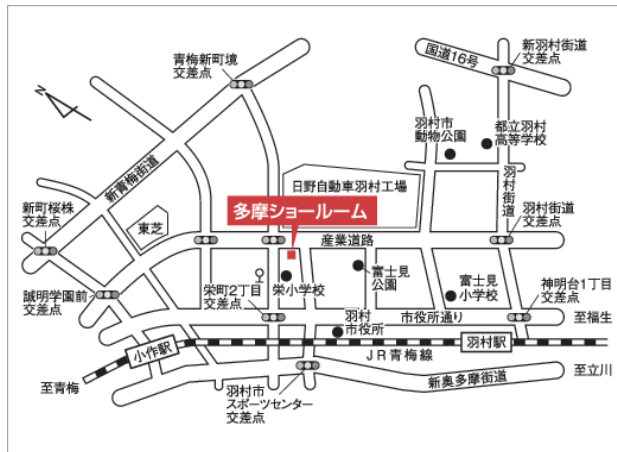 青梅新町境
交差点
国道16号
新羽村街道
交差点
N
羽村市
動物公園
都立羽村
高等学校
新青梅街道
日野自動車羽村工場
羽村街道
新町桜株
交差点
東芝
多摩ショールーム
産業道路
羽村街道
交差点
誠明学園前
交差点
栄町2丁目
交差点
栄小学校
富士見
公園
富士見
小学校
神明台1丁目
交差点
羽村
市役所
市役所通り
至福生
小作駅
JR青梅線
羽村駅
至青梅
羽村市
スポーツセンター
交差点
新奥多摩街道
至立川